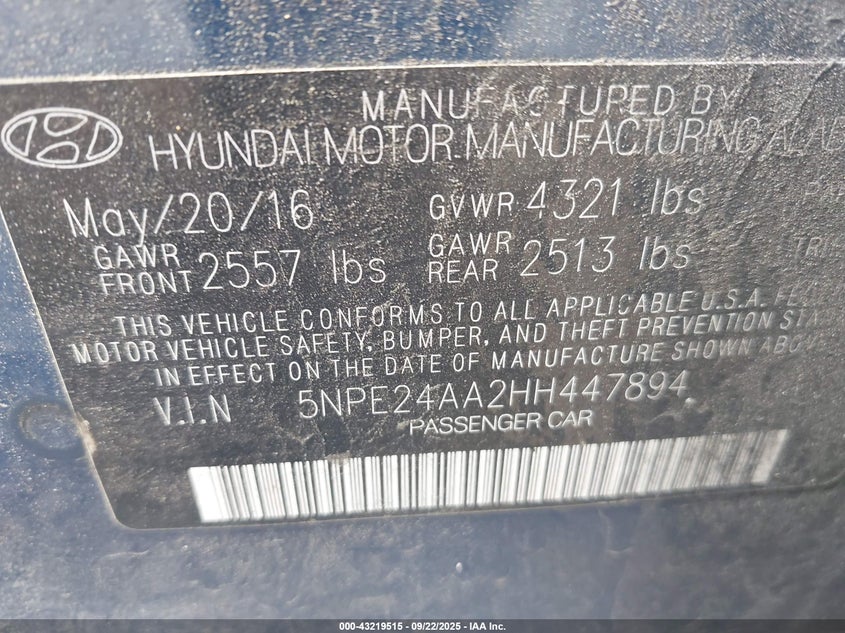 MANUFACTURED BY
HYUNDAI MOTOR MANUFACTURING
May/20/16 GVWR 4321 lbs
GAWR FRONT 2557 lbs GAWR REAR 2513 lbs
THIS VEHICLE CONFORMS TO ALL APPLICABLE U.S.A.
MOTOR VEHICLE SAFETY, BUMPER, AND THEFT PREVENTION
IN EFFECT ON THE DATE OF MANUFACTURE SHOWN
V.I.N 5NPE24AA2HH447894
PASSENGER CAR
000-43219515 - 09/22/2025 - IAA Inc.